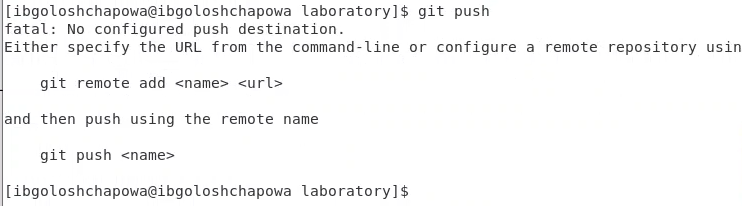 [ibgoloshchapowa@ibgoloshchapowa laboratory]$ git push
fatal: No configured push destination.
Either specify the URL from the command-line or configure a remote repository usin
git remote add <name> <url>
and then push using the remote name
git push <name>
[ibgoloshchapowa@ibgoloshchapowa laboratory]$